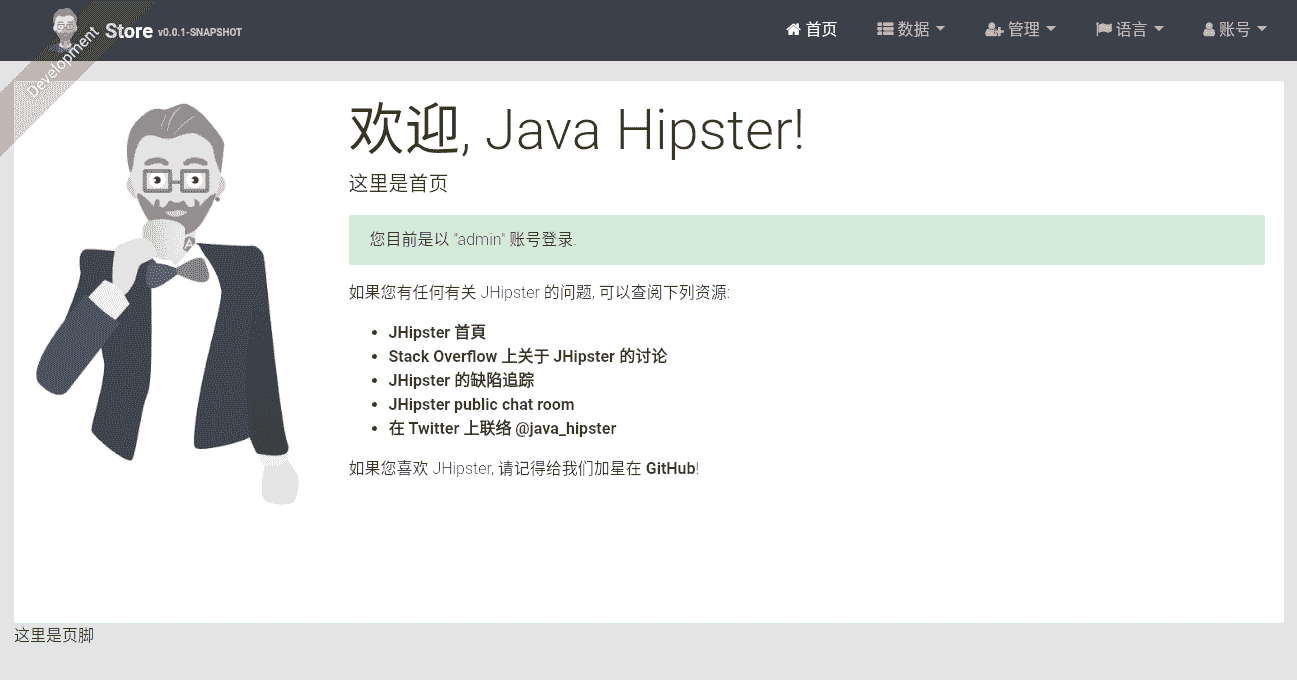 Development
Store v0.0.1-SNAPSHOT
首页 数据 管理 语言 账号
欢迎, Java Hipster!
这里是首页
您目前是以 "admin" 账号登录.
如果您有任何有关 JHipster 的问题, 可以查阅下列资源:
JHipster 首頁
Stack Overflow 上关于 JHipster 的讨论
JHipster 的缺陷追踪
JHipster public chat room
在 Twitter 上联络 @java_hipster
如果您喜欢 JHipster, 请记得给我们加星在 GitHub!
这里是页脚